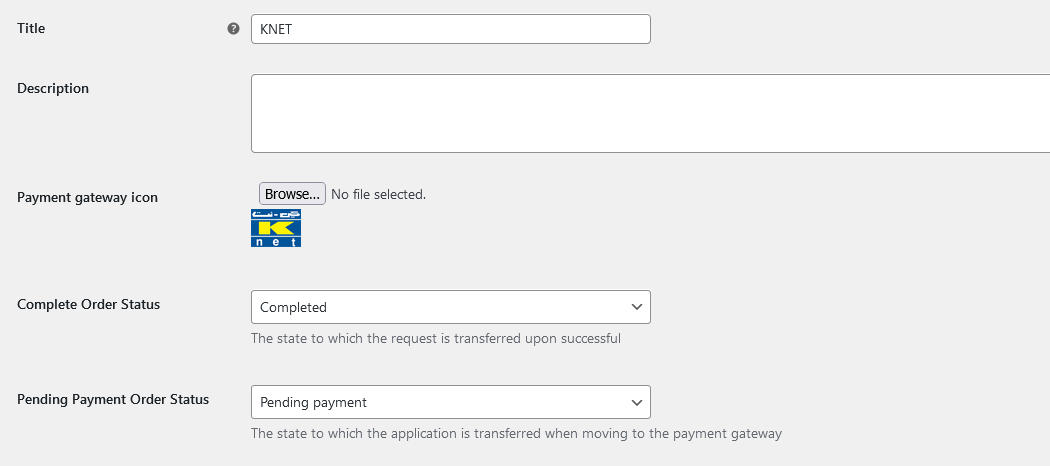 Title
?
KNET
Description
Payment gateway icon
Browse... No file selected.
كي-نت
K
net
Complete Order Status
Completed
The state to which the request is transferred upon successful
Pending Payment Order Status
Pending payment
The state to which the application is transferred when moving to the payment gateway